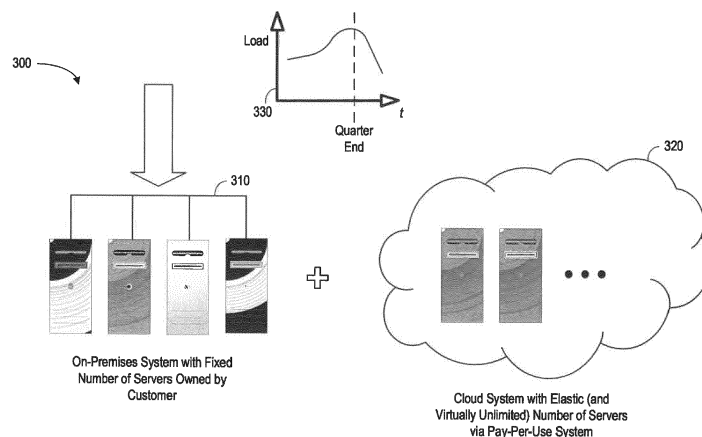 Load
300
330
t
Quarter
End
310
320
On-Premises System with Fixed
Number of Servers Owned by
Customer
Cloud System with Elastic (and
Virtually Unlimited) Number of Servers
via Pay-Per-Use System